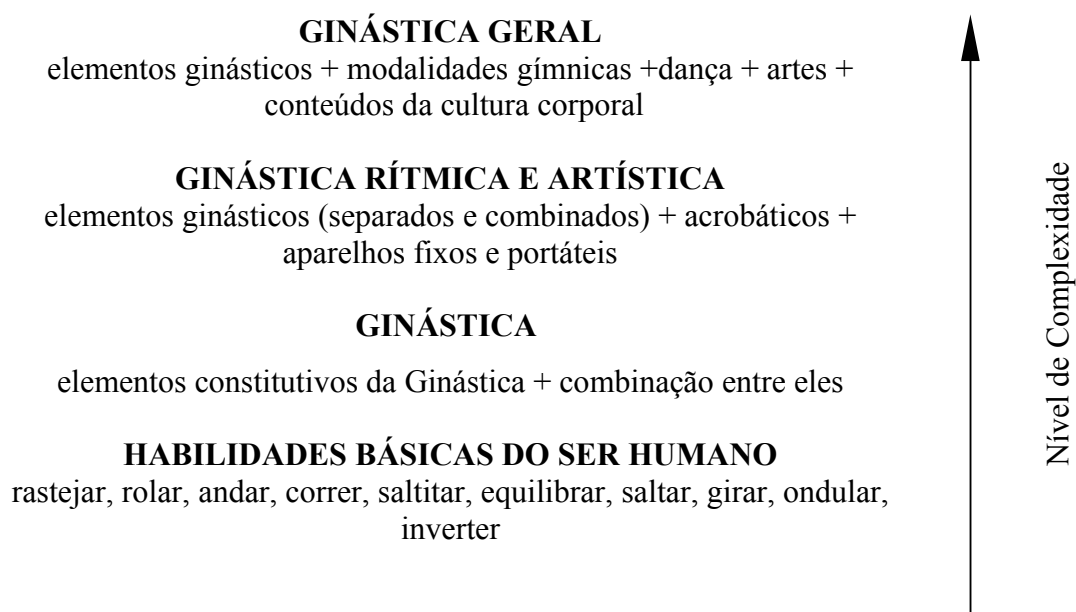 GINÁSTICA GERAL
elementos ginásticos + modalidades gímnicas +dança + artes +
conteúdos da cultura corporal
GINÁSTICA RÍTMICA E ARTÍSTICA
elementos ginásticos (separados e combinados) + acrobáticos +
aparelhos fixos e portáteis
GINÁSTICA
elementos constitutivos da Ginástica + combinação entre eles
HABILIDADES BÁSICAS DO SER HUMANO
rastejar, rolar, andar, correr, saltitar, equilibrar, saltar, girar, ondular,
inverter
Nível de Complexidade